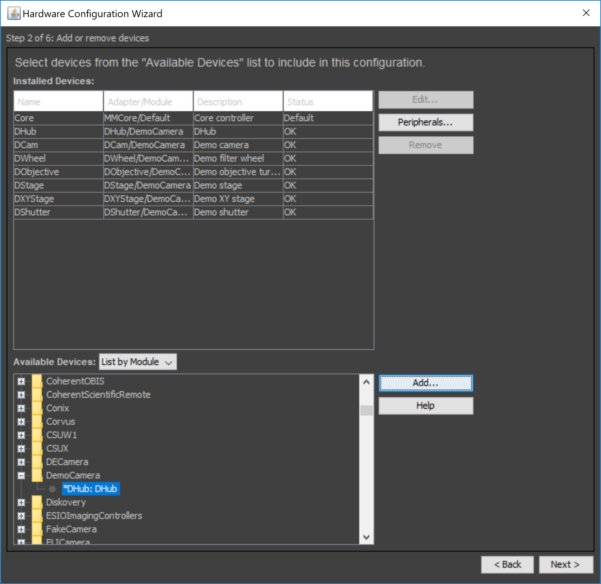 Hardware Configuration Wizard
Step 2 of 6: Add or remove devices
Select devices from the "Available Devices" list to include in this configuration.
Installed Devices:
Name Adapter/Module Description Status
Edit...
Core MMCore/Default Core controller Default
Peripherals...
DHub DHub/DemoCamera DHub OK
DCam DCam/DemoCamera Demo camera OK
Remove
DWheel DWheel/DemoCam... Demo filter wheel OK
DObjective DObjective/DemoC... Demo objective tur... OK
DStage DStage/DemoCamera Demo stage OK
DXYStage DXYStage/DemoCa... Demo XY stage OK
DShutter DShutter/DemoCa... Demo shutter OK
Available Devices: List by Module
CoherentOBIS
Add...
CoherentScientificRemote
Conix
Help
Corvus
CSUW1
CSUX
DECamera
DemoCamera
*DHub: DHub
Diskovery
ESIOImagingControllers
FakeCamera
FLICamera
< Back Next >